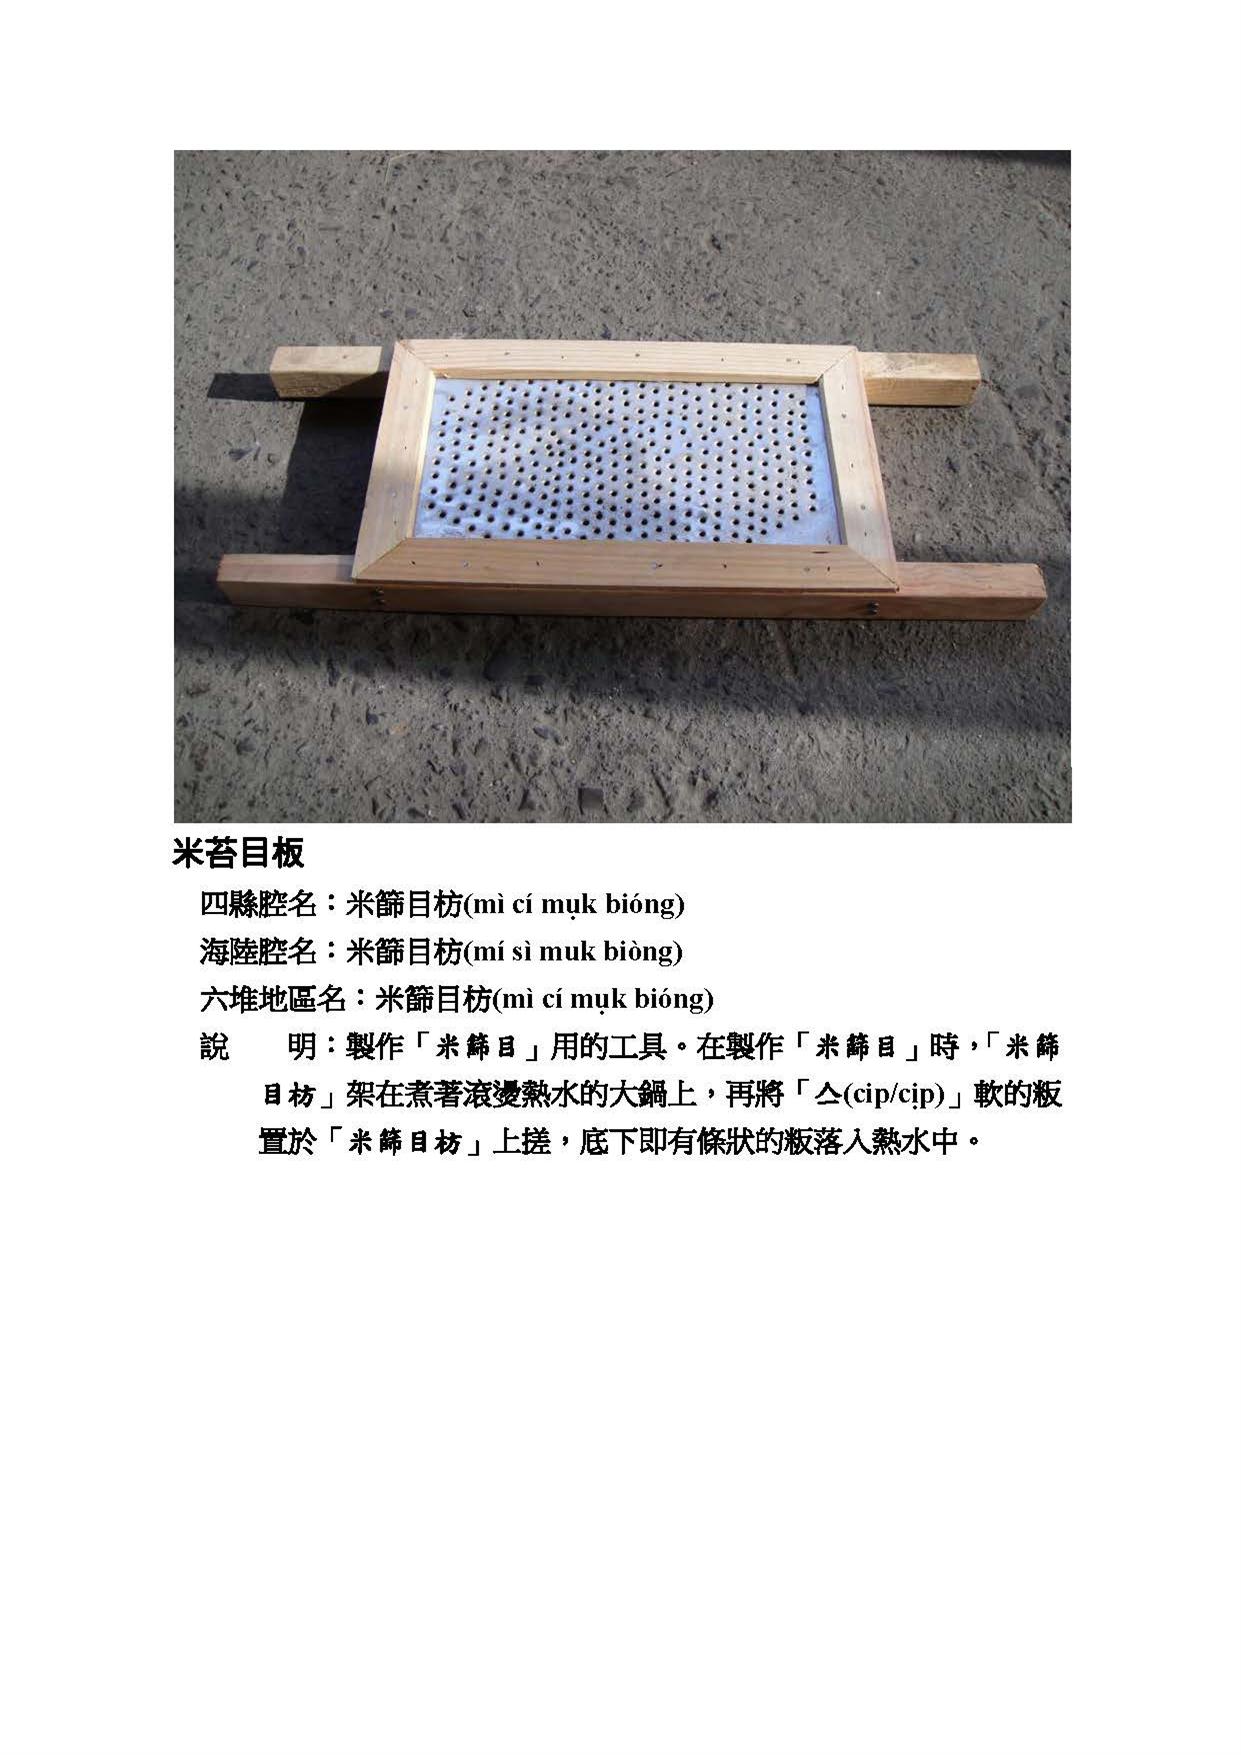 米苔目板
四縣腔名：米篩目枋(mì cí mụk bióng)
海陸腔名：米篩目枋(mí sì muk biòng)
六堆地區名：米篩目枋(mì cí mụk bióng)
說　　明：製作「米篩目」用的工具。在製作「米篩目」時，「米篩
目枋」架在煮著滾燙熱水的大鍋上，再將「亼(cip/cịp)」軟的粄
置於「米篩目枋」上搓，底下即有條狀的粄落入熱水中。